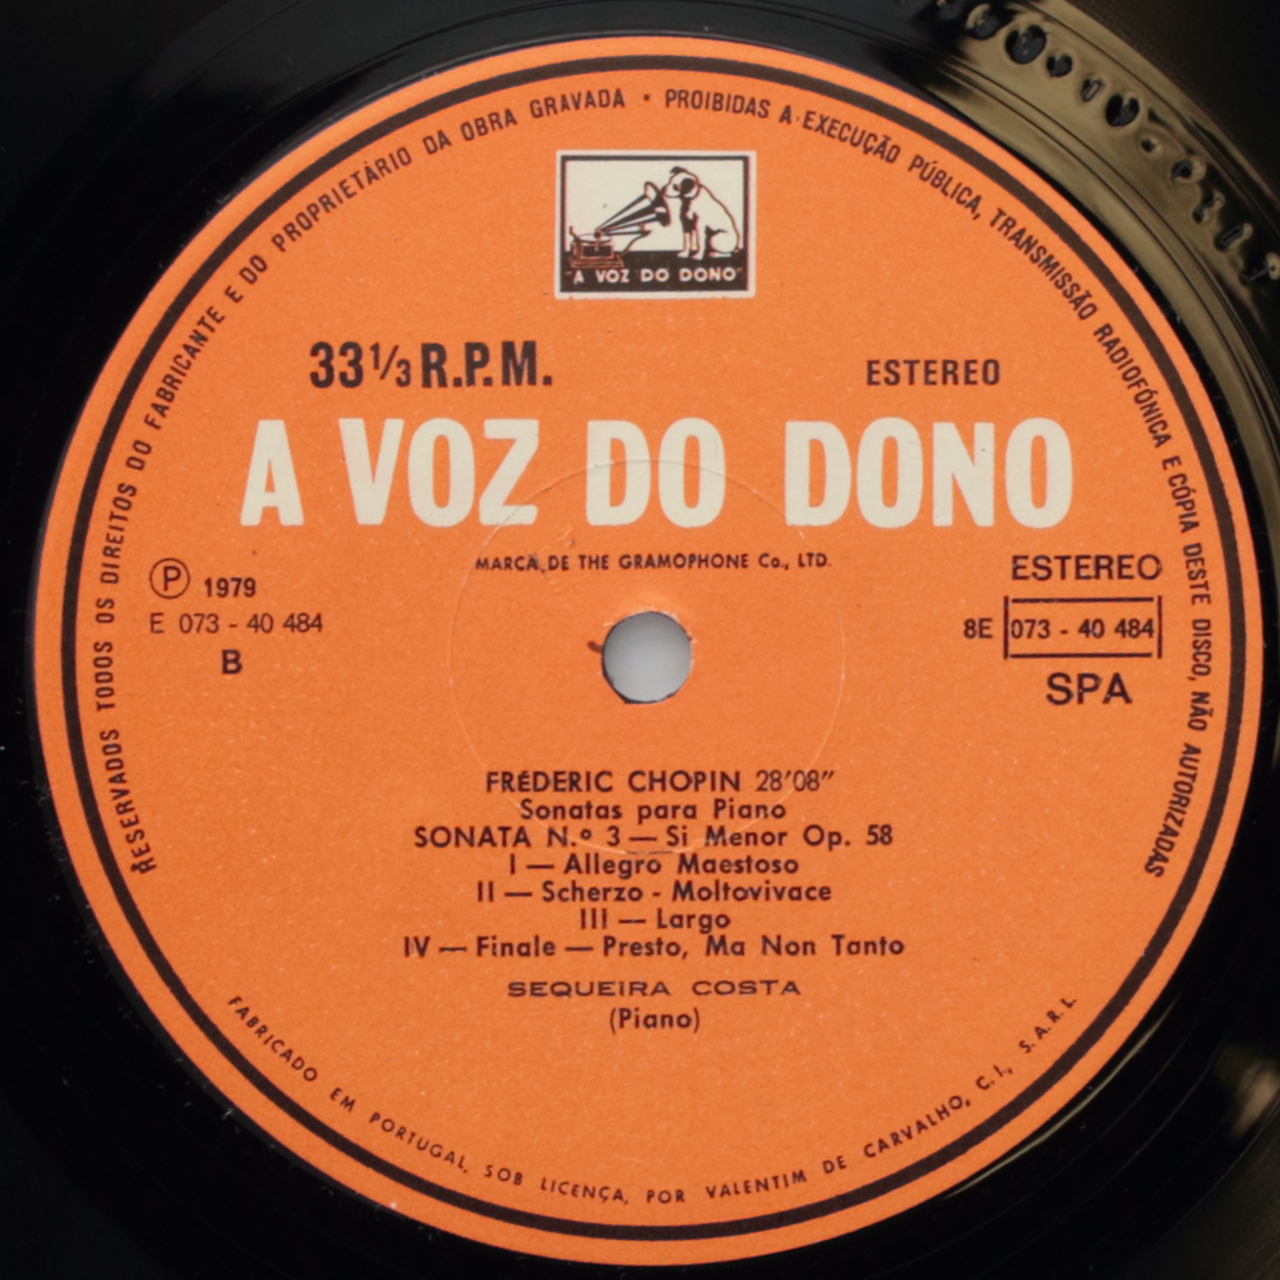 RESERVADOS TODOS OS DIREITOS DO FABRICANTE E DO PROPRIETÁRIO DA OBRA GRAVADA • PROIBIDAS A EXECUÇÃO PÚBLICA, TRANSMISSÃO RADIOFÓNICA E CÓPIA DESTE DISCO, NÃO AUTORIZADAS
"A VOZ DO DONO"
33 1/3 R.P.M.
ESTEREO
A VOZ DO DONO
MARCA DE THE GRAMOPHONE Co., LTD.
Ⓟ 1979
E 073 - 40 484
B
ESTEREO
8E 073 - 40 484
SPA
FRÉDERIC CHOPIN 28'08"
Sonatas para Piano
SONATA N.º 3 — Si Menor Op. 58
I — Allegro Maestoso
II — Scherzo - Moltovivace
III — Largo
IV — Finale — Presto, Ma Non Tanto
SEQUEIRA COSTA
(Piano)
FABRICADO EM PORTUGAL, SOB LICENÇA, POR VALENTIM DE CARVALHO, C. I., S. A. R. L.